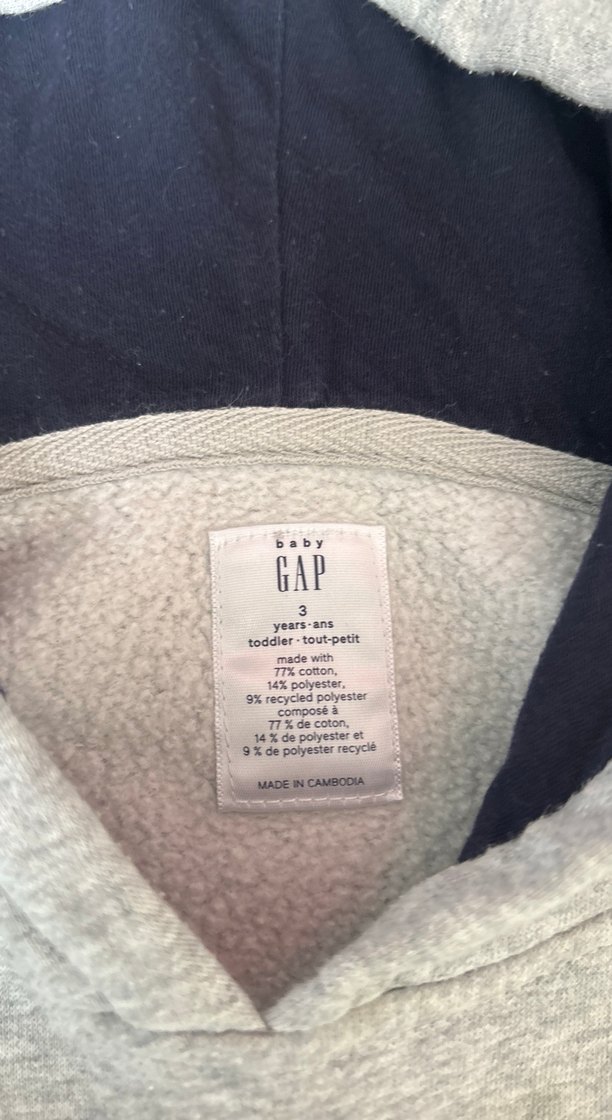 baby
GAP
3
years·ans
toddler·tout-petit
made with
77% cotton,
14% polyester,
9% recycled polyester
composé à
77 % de coton,
14 % de polyester et
9 % de polyester recyclé
MADE IN CAMBODIA